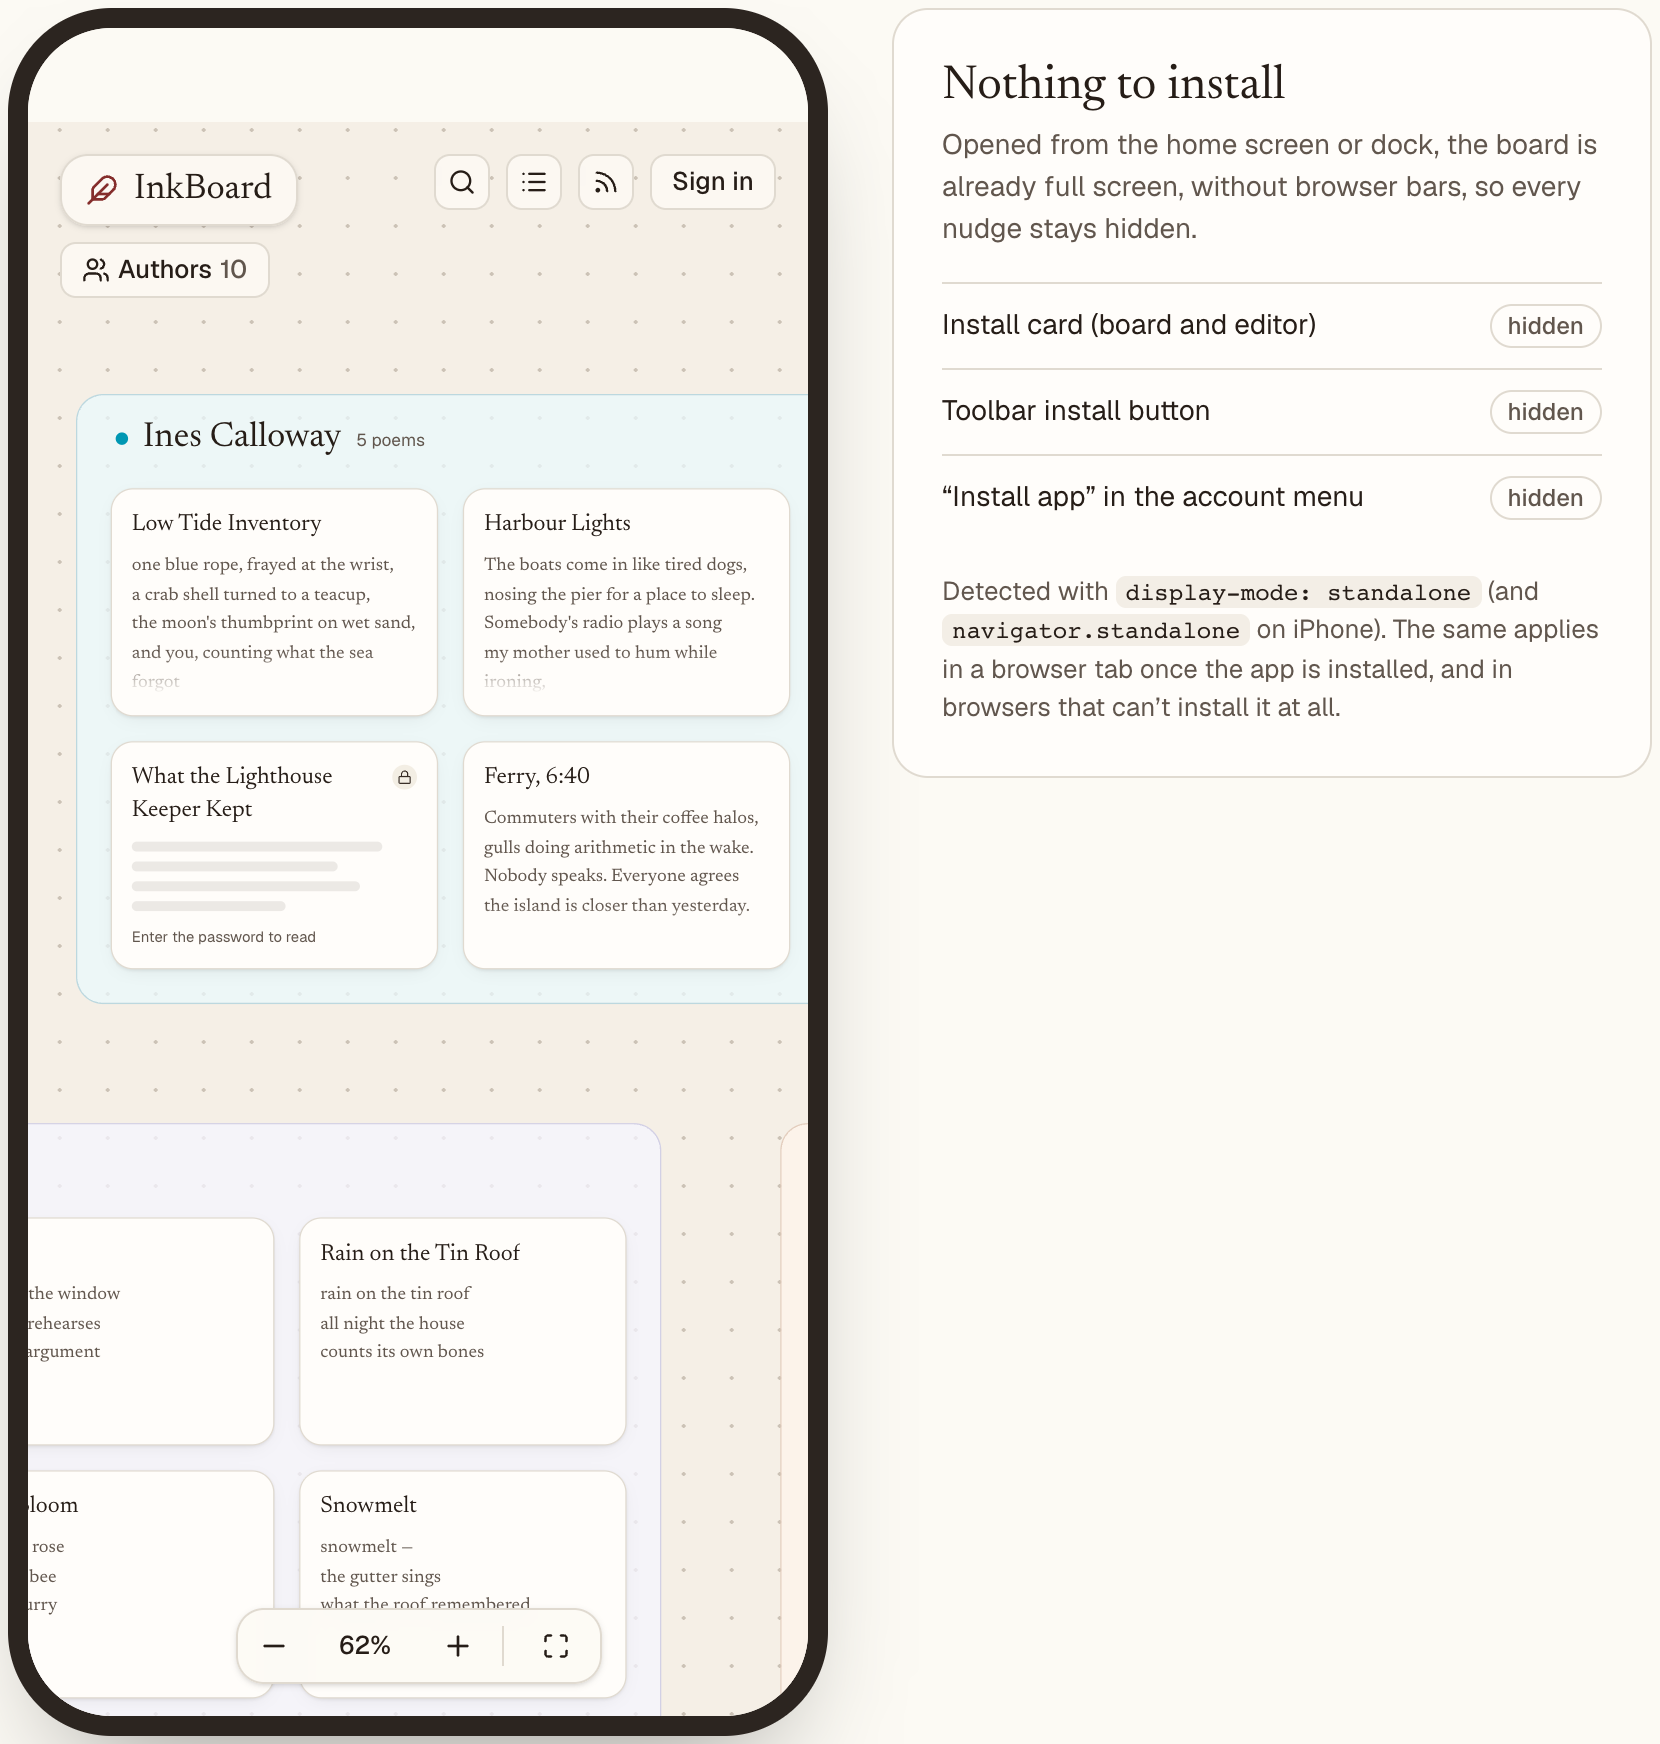 InkBoard
Sign in
Authors 10
Ines Calloway 5 poems
Low Tide Inventory
one blue rope, frayed at the wrist,
a crab shell turned to a teacup,
the moon's thumbprint on wet sand,
and you, counting what the sea
forgot
Harbour Lights
The boats come in like tired dogs,
nosing the pier for a place to sleep.
Somebody's radio plays a song
my mother used to hum while
ironing,
What the Lighthouse
Keeper Kept
Enter the password to read
Ferry, 6:40
Commuters with their coffee halos,
gulls doing arithmetic in the wake.
Nobody speaks. Everyone agrees
the island is closer than yesterday.
the window
rehearses
argument
Rain on the Tin Roof
rain on the tin roof
all night the house
counts its own bones
loom
rose
bee
urry
Snowmelt
snowmelt —
the gutter sings
what the roof remembered
62%
Nothing to install
Opened from the home screen or dock, the board is
already full screen, without browser bars, so every
nudge stays hidden.
Install card (board and editor) hidden
Toolbar install button hidden
“Install app” in the account menu hidden
Detected with display-mode: standalone (and
navigator.standalone on iPhone). The same applies
in a browser tab once the app is installed, and in
browsers that can’t install it at all.